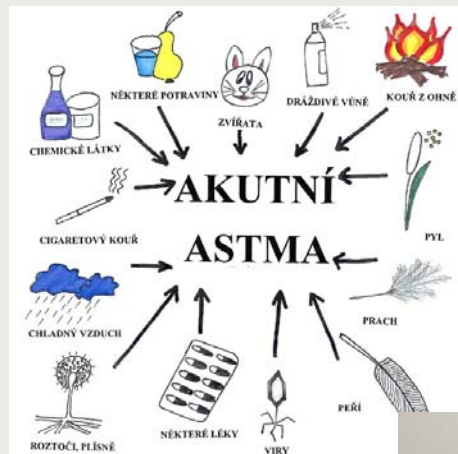 NĚKTERÉ POTRAVINY
ZVÍŘATA
DRÁŽDIVÉ VŮNĚ
KOUŘ Z OHNĚ
CHEMICKÉ LÁTKY
AKUTNÍ
ASTMA
CIGARETOVÝ KOUŘ
PYL
CHLADNÝ VZDUCH
PRACH
ROZTOČI, PLÍSNĚ
NĚKTERÉ LÉKY
VIRY
PEŘÍ